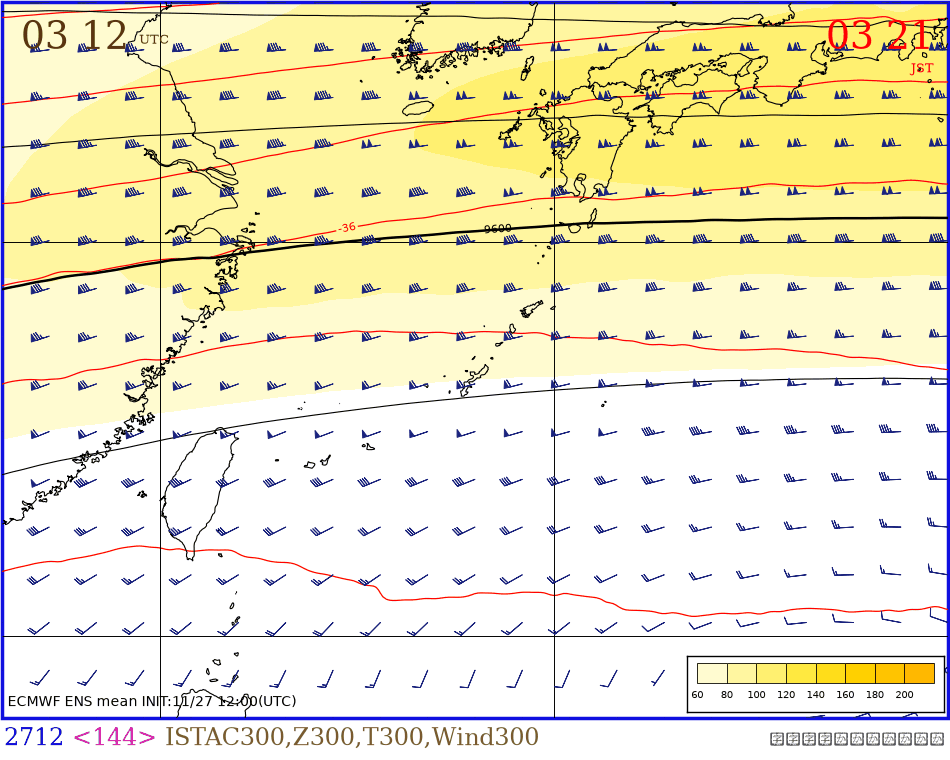 03 12 UTC 03 21
JST
-36
9600
60 80 100 120 140 160 180 200
ECMWF ENS mean INIT:11/27 12:00(UTC)
2712 <144> ISTAC300,Z300,T300,Wind300